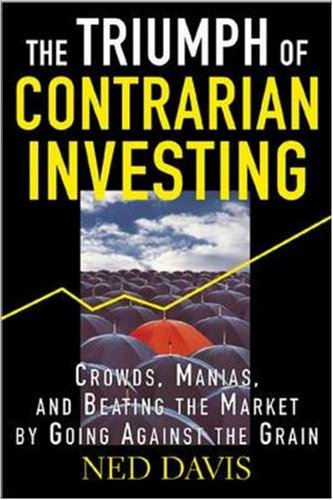 THE TRIUMPH OF
CONTRARIAN
INVESTING
CROWDS, MANIAS,
AND BEATING THE MARKET
BY GOING AGAINST THE GRAIN
NED DAVIS